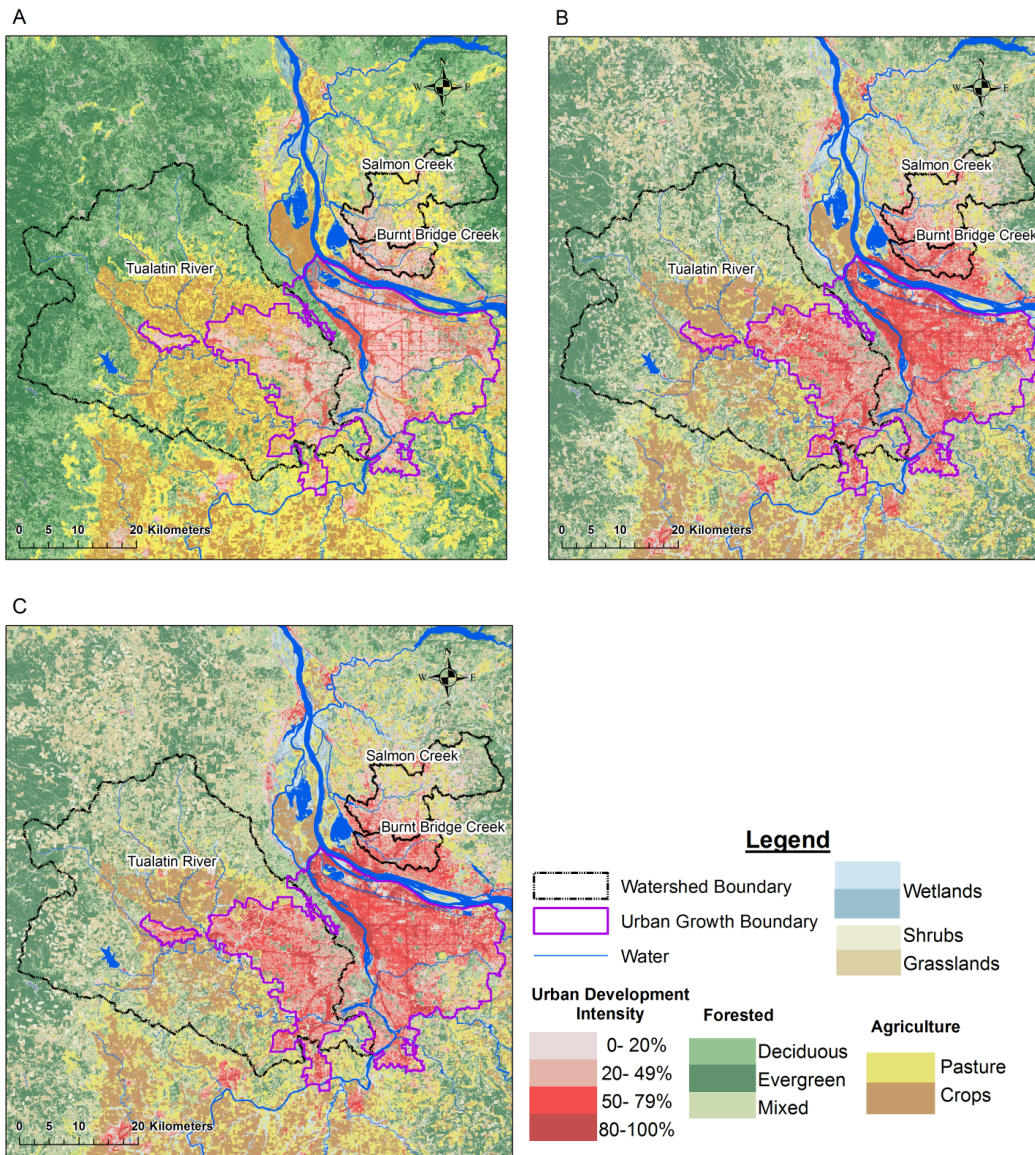 A
N
W E
S
Salmon Creek
Burnt Bridge Creek
Tualatin River
0 5 10 20 Kilometers
B
N
W E
S
Salmon Creek
Burnt Bridge Creek
Tualatin River
0 5 10 20 Kilometers
C
N
W E
S
Salmon Creek
Burnt Bridge Creek
Tualatin River
0 5 10 20 Kilometers
Legend
Watershed Boundary
Urban Growth Boundary
Water
Wetlands
Shrubs
Grasslands
Urban Development
Intensity
0- 20%
20- 49%
50- 79%
80-100%
Forested
Deciduous
Evergreen
Mixed
Agriculture
Pasture
Crops